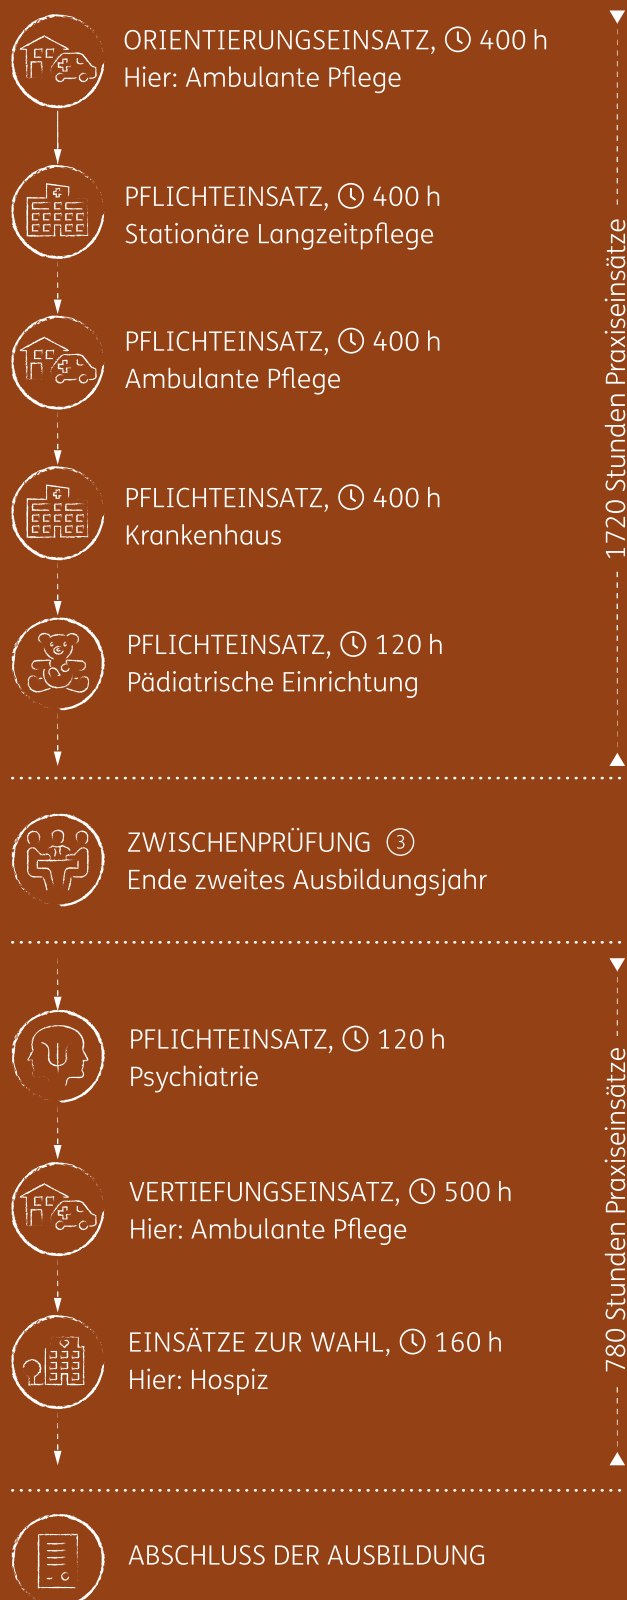 ORIENTIERUNGSEINSATZ, 400 h
Hier: Ambulante Pflege
PFLICHTEINSATZ, 400 h
Stationäre Langzeitpflege
PFLICHTEINSATZ, 400 h
Ambulante Pflege
PFLICHTEINSATZ, 400 h
Krankenhaus
PFLICHTEINSATZ, 120 h
Pädiatrische Einrichtung
1720 Stunden Praxiseinsätze
ZWISCHENPRÜFUNG 3
Ende zweites Ausbildungsjahr
PFLICHTEINSATZ, 120 h
Psychiatrie
VERTIEFUNGSEINSATZ, 500 h
Hier: Ambulante Pflege
EINSÄTZE ZUR WAHL, 160 h
Hier: Hospiz
780 Stunden Praxiseinsätze
ABSCHLUSS DER AUSBILDUNG